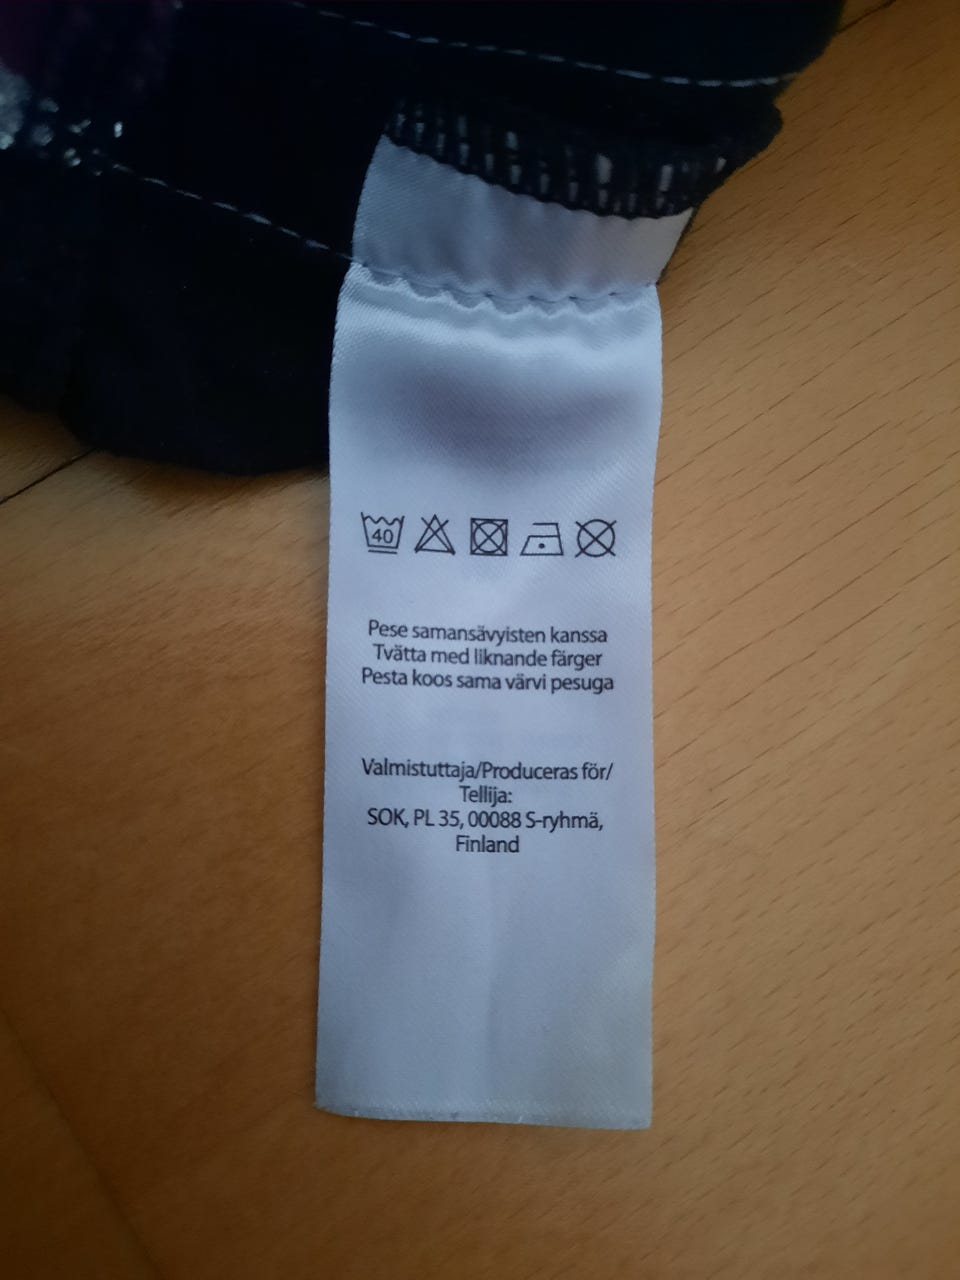 40
Pese samansävyisten kanssa
Tvätta med liknande färger
Pesta koos sama värvi pesuga
Valmistuttaja/Produceras för/
Tellija:
SOK, PL 35, 00088 S-ryhmä,
Finland